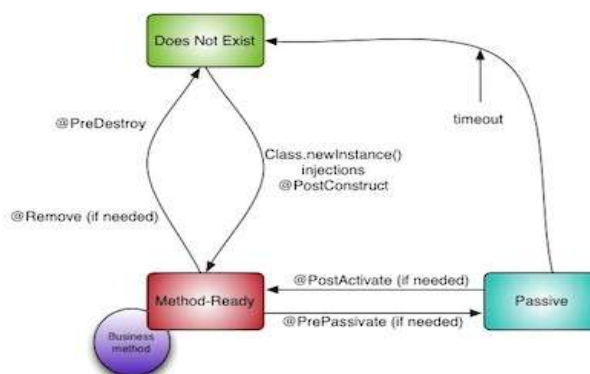 Does Not Exist
@PreDestroy
timeout
Class.newInstance()
injections
@PostConstruct
@Remove (if needed)
@PostActivate (if needed)
Method-Ready
Passive
@PrePassivate (if needed)
Business
method